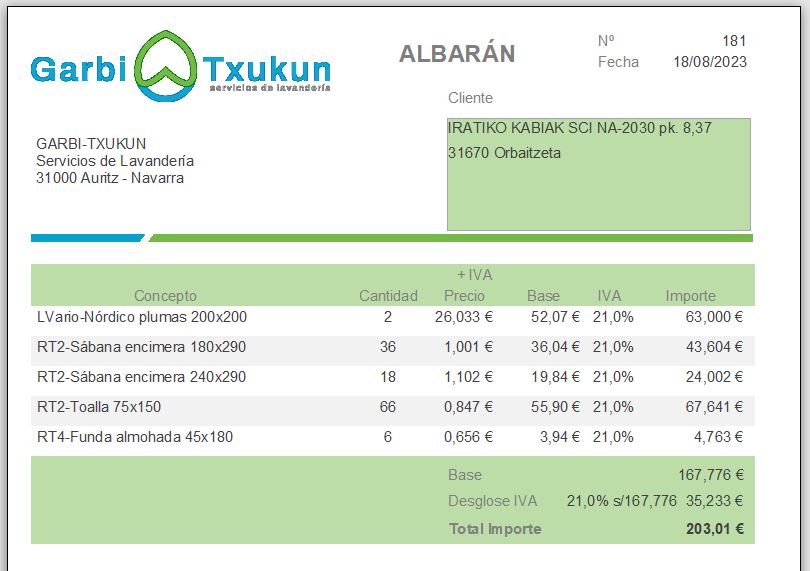 Garbi Txukun
servicios de lavandería
ALBARÁN
Nº 181
Fecha 18/08/2023
Cliente
GARBI-TXUKUN
Servicios de Lavandería
31000 Auritz - Navarra
IRATIKO KABIAK SCI NA-2030 pk. 8,37
31670 Orbaitzeta
+ IVA
Concepto Cantidad Precio Base IVA Importe
LVario-Nórdico plumas 200x200 2 26,033 € 52,07 € 21,0% 63,000 €
RT2-Sábana encimera 180x290 36 1,001 € 36,04 € 21,0% 43,604 €
RT2-Sábana encimera 240x290 18 1,102 € 19,84 € 21,0% 24,002 €
RT2-Toalla 75x150 66 0,847 € 55,90 € 21,0% 67,641 €
RT4-Funda almohada 45x180 6 0,656 € 3,94 € 21,0% 4,763 €
Base 167,776 €
Desglose IVA 21,0% s/167,776 35,233 €
Total Importe 203,01 €